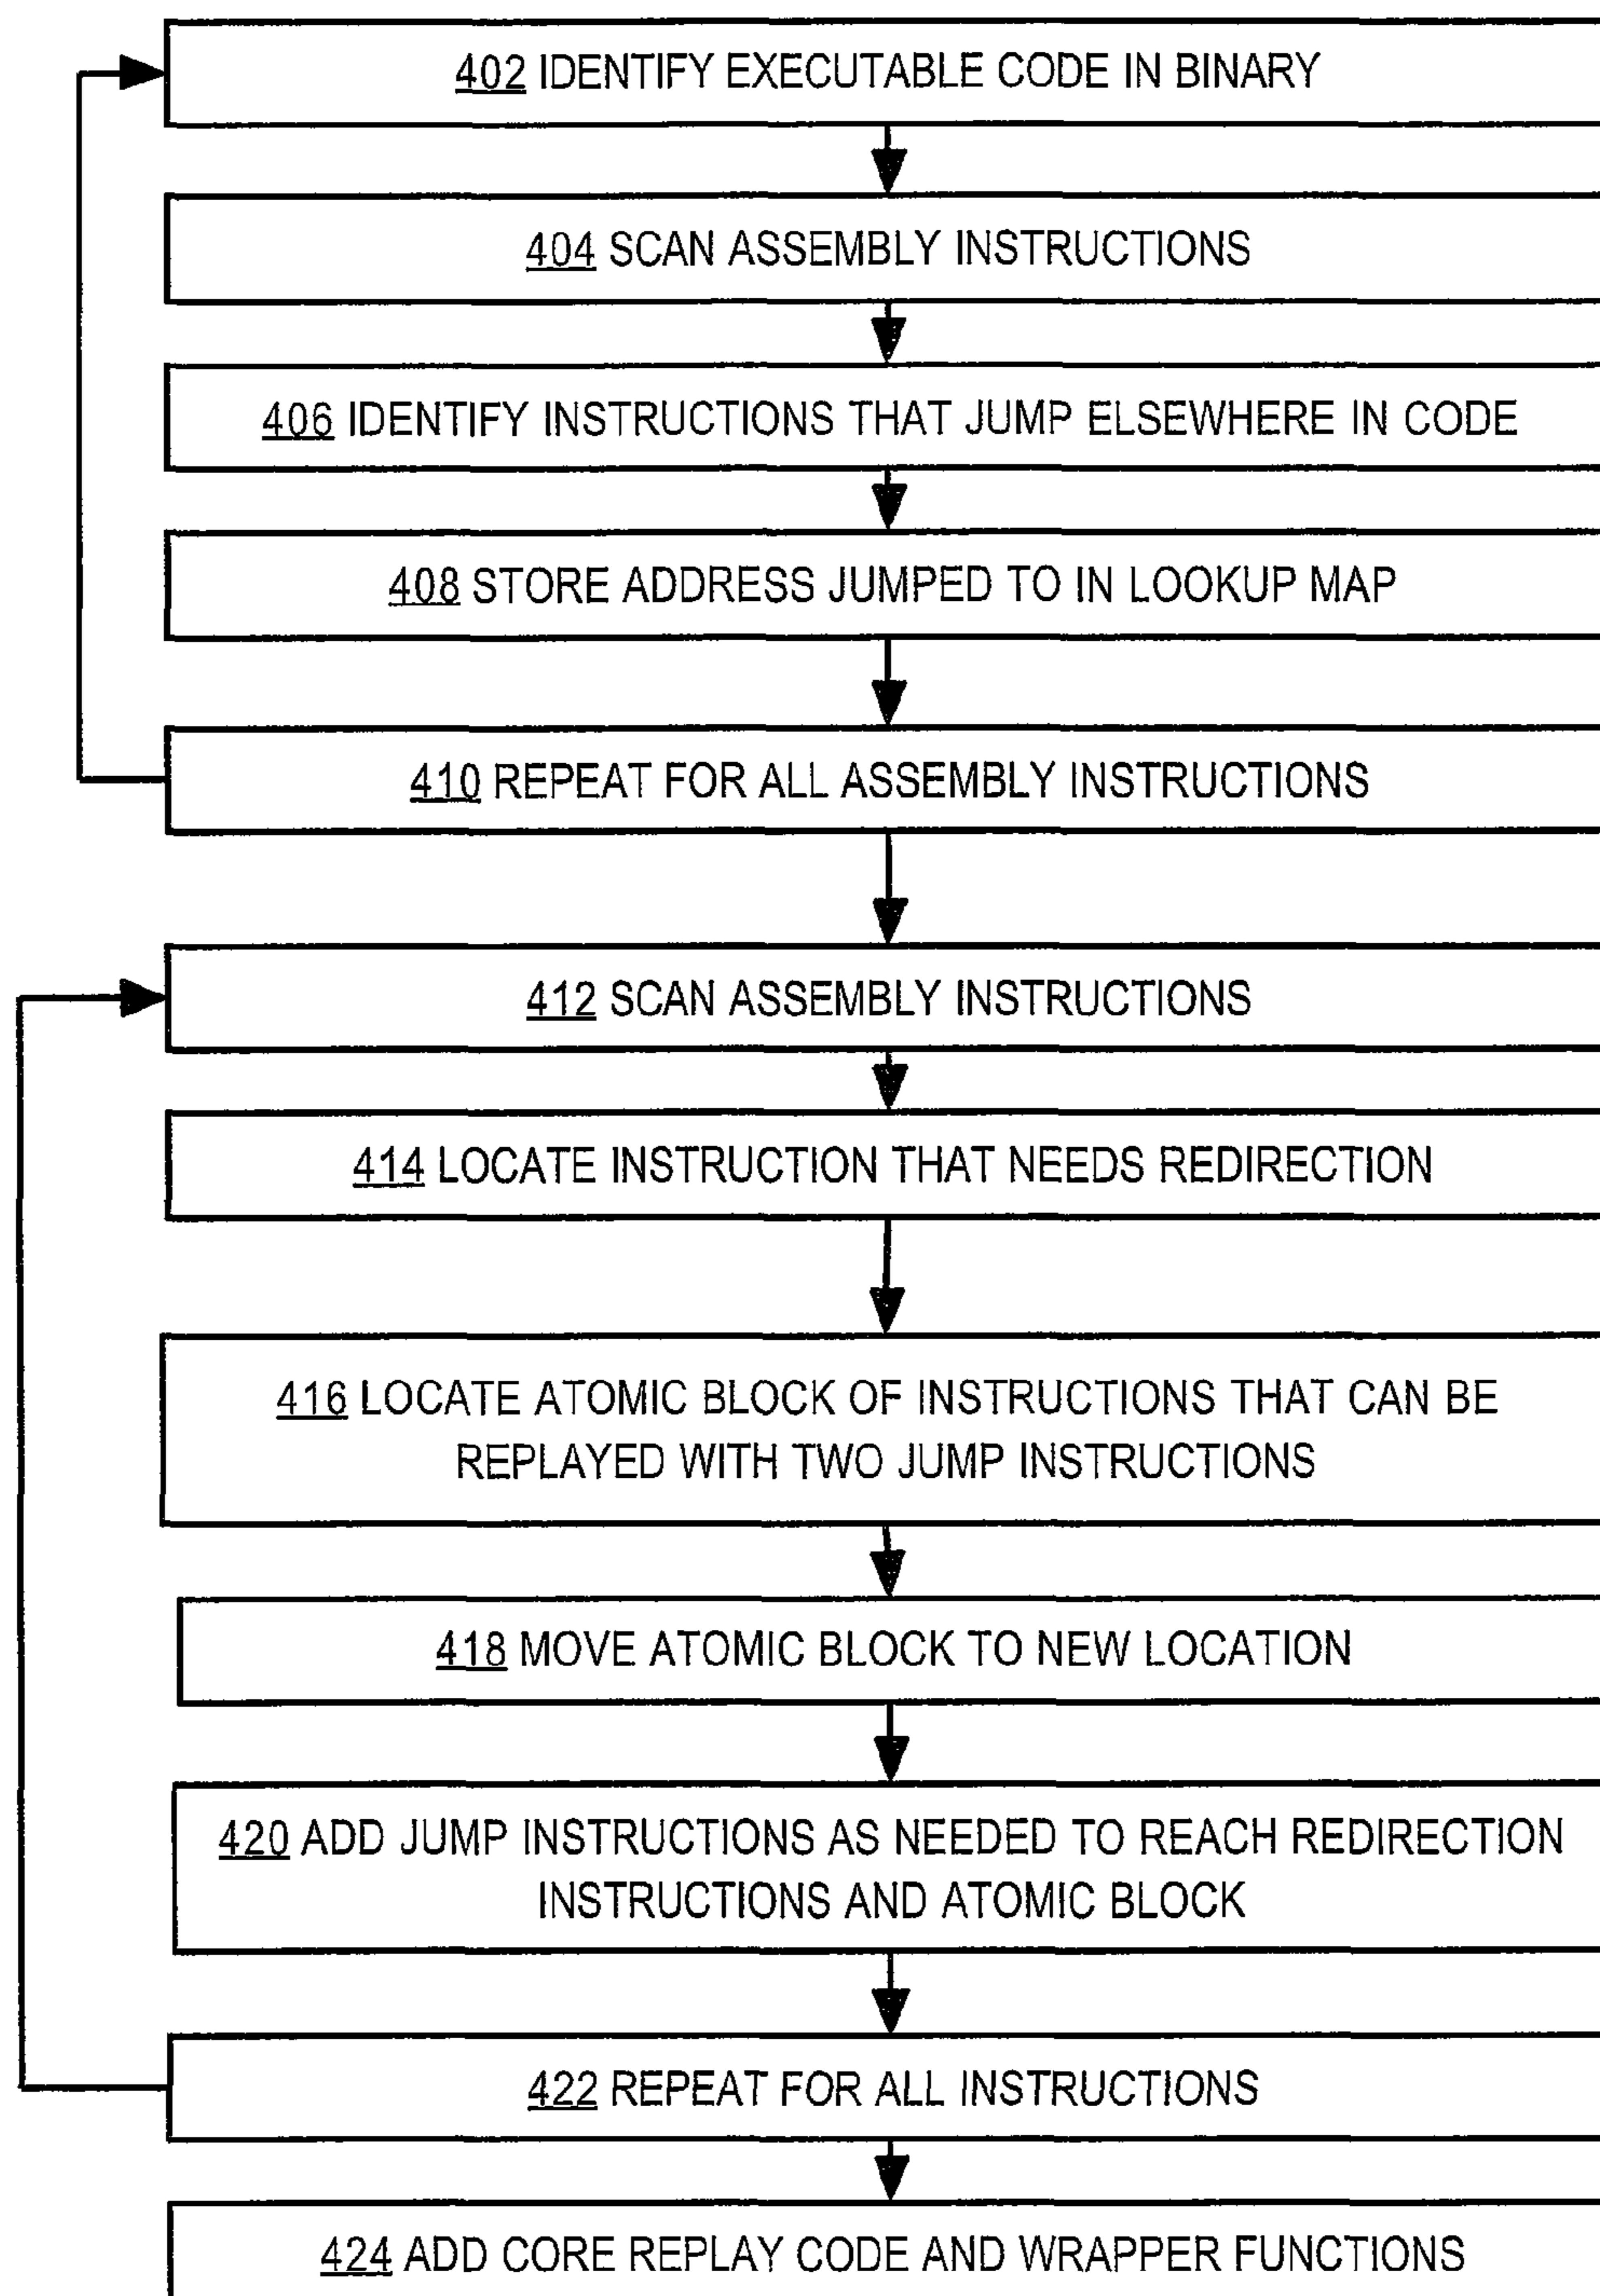 402 IDENTIFY EXECUTABLE CODE IN BINARY
404 SCAN ASSEMBLY INSTRUCTIONS
406 IDENTIFY INSTRUCTIONS THAT JUMP ELSEWHERE IN CODE
408 STORE ADDRESS JUMPED TO IN LOOKUP MAP
410 REPEAT FOR ALL ASSEMBLY INSTRUCTIONS
412 SCAN ASSEMBLY INSTRUCTIONS
414 LOCATE INSTRUCTION THAT NEEDS REDIRECTION
416 LOCATE ATOMIC BLOCK OF INSTRUCTIONS THAT CAN BE
REPLAYED WITH TWO JUMP INSTRUCTIONS
418 MOVE ATOMIC BLOCK TO NEW LOCATION
420 ADD JUMP INSTRUCTIONS AS NEEDED TO REACH REDIRECTION
INSTRUCTIONS AND ATOMIC BLOCK
422 REPEAT FOR ALL INSTRUCTIONS
424 ADD CORE REPLAY CODE AND WRAPPER FUNCTIONS